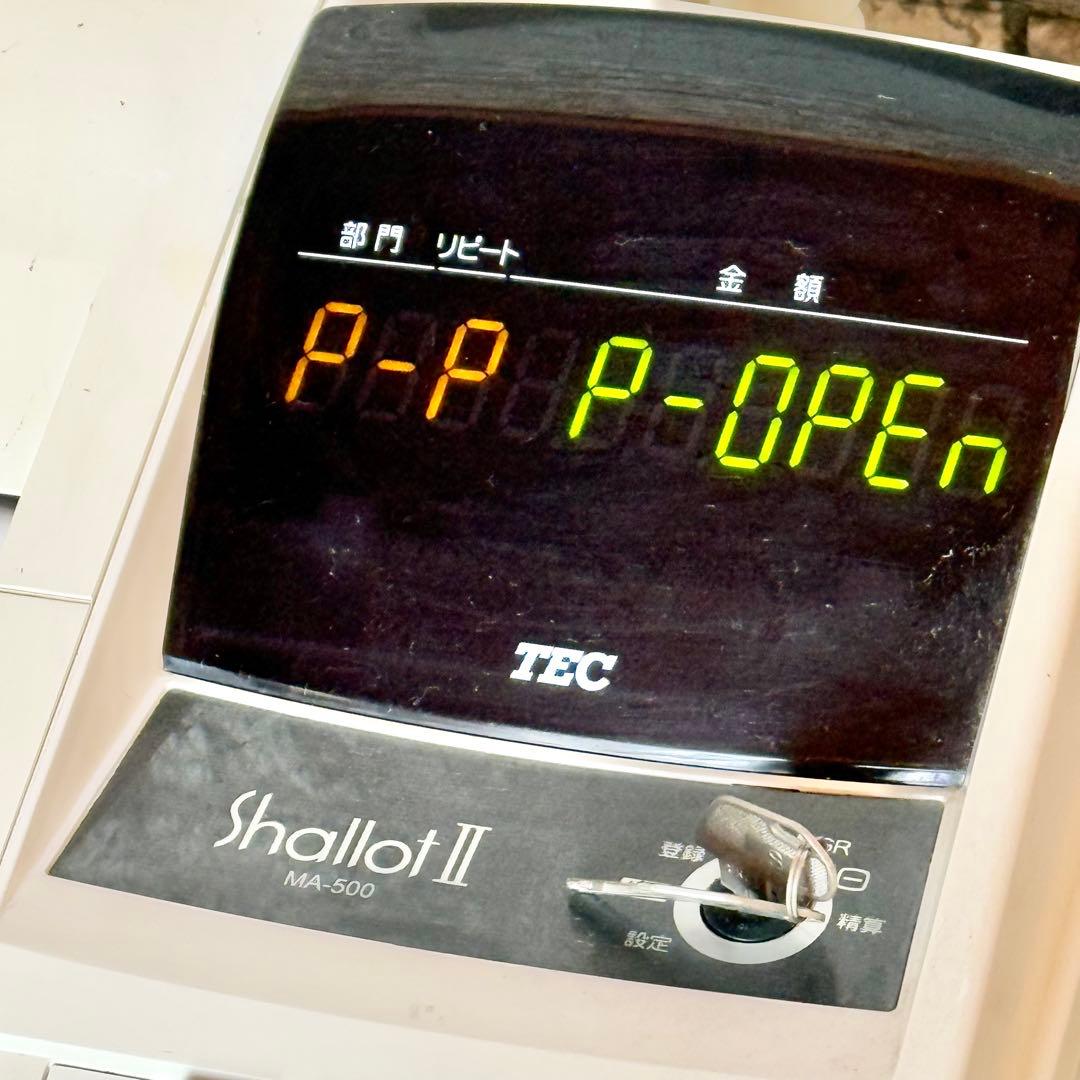 部門 リピート 金額
P-P P-OPEn
TEC
Shallot II
MA-500
登録
設定
精算